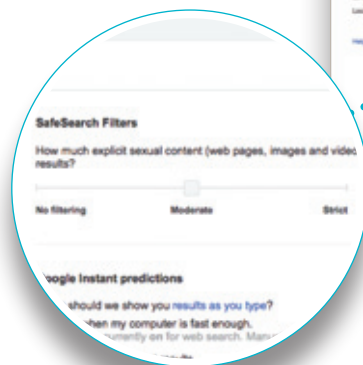 SafeSearch Filters
How much explicit sexual content (web pages, images and video
results?
No filtering Moderate Strict
oogle Instant predictions
should we show you results as you type?
hen my computer is fast enough.
currently on for web search.